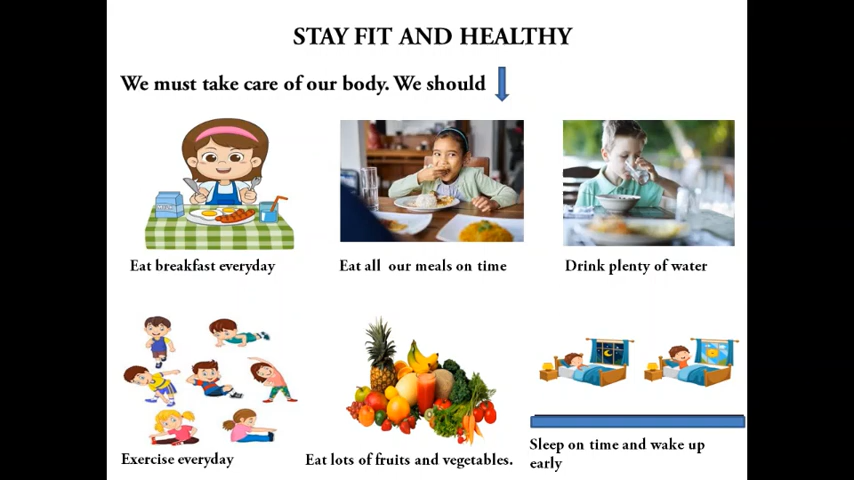 STAY FIT AND HEALTHY
We must take care of our body. We should
Eat breakfast everyday
Eat all our meals on time
Drink plenty of water
Exercise everyday
Eat lots of fruits and vegetables.
Sleep on time and wake up
early